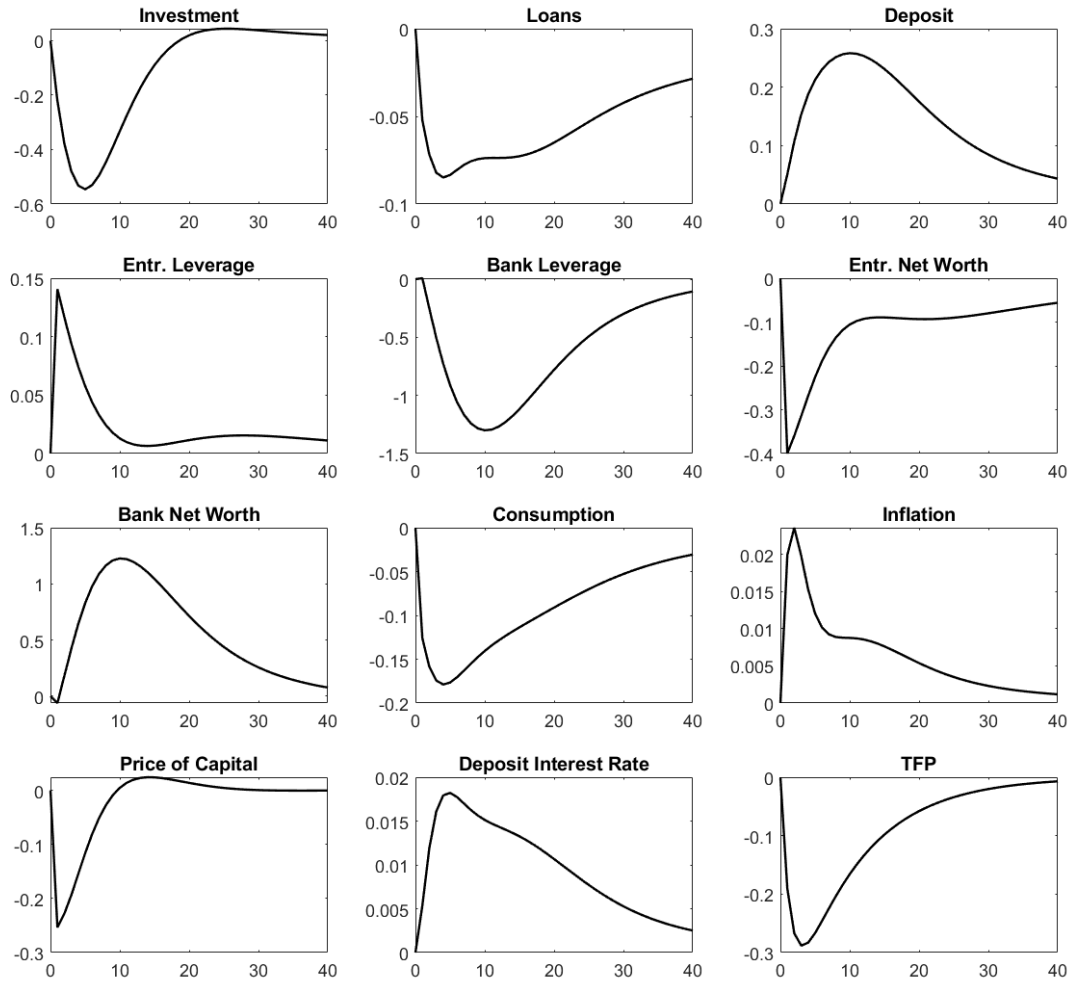 Investment
Loans
Deposit
0
-0.2
-0.4
-0.6
0 10 20 30 40
0
-0.05
-0.1
0 10 20 30 40
0.3
0.2
0.1
0
0 10 20 30 40
Entr. Leverage
Bank Leverage
Entr. Net Worth
0.15
0.1
0.05
0
0 10 20 30 40
0
-0.5
-1
-1.5
0 10 20 30 40
0
-0.1
-0.2
-0.3
-0.4
0 10 20 30 40
Bank Net Worth
Consumption
Inflation
1.5
1
0.5
0
0 10 20 30 40
0
-0.05
-0.1
-0.15
-0.2
0 10 20 30 40
0.02
0.015
0.01
0.005
0
0 10 20 30 40
Price of Capital
Deposit Interest Rate
TFP
0
-0.1
-0.2
-0.3
0 10 20 30 40
0.02
0.015
0.01
0.005
0
0 10 20 30 40
0
-0.1
-0.2
-0.3
0 10 20 30 40